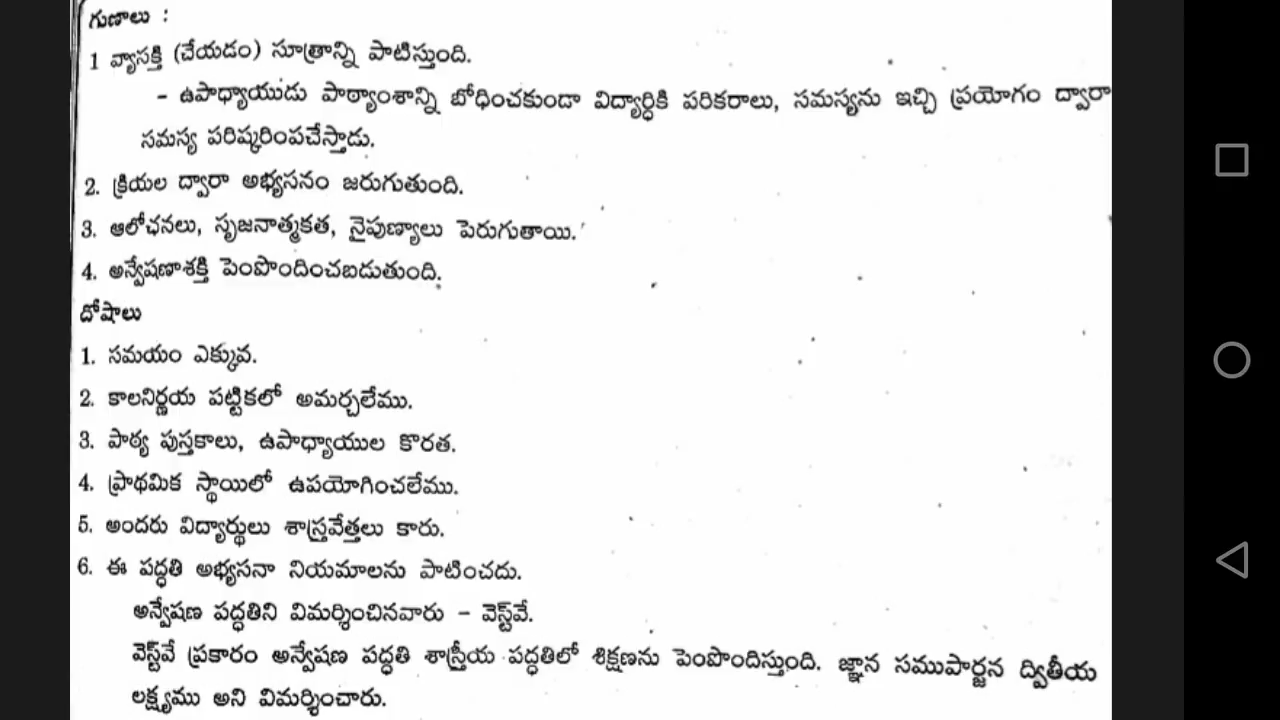 గుణాలు :
1 వ్యాసక్తి (చేయడం) సూత్రాన్ని పాటిస్తుంది.
- ఉపాధ్యాయుడు పాఠ్యాంశాన్ని బోధించకుండా విద్యార్థికి పరికరాలు, సమస్యను ఇచ్చి ప్రయోగం ద్వారా
సమస్య పరిష్కరింపచేస్తాడు.
2. క్రియల ద్వారా అభ్యసనం జరుగుతుంది.
3. ఆలోచనలు, సృజనాత్మకత, నైపుణ్యాలు పెరుగుతాయి.
4. అన్వేషణాశక్తి పెంపొందించబడుతుంది.
దోషాలు
1. సమయం ఎక్కువ.
2. కాలనిర్ణయ పట్టికలో అమర్చలేము.
3. పాఠ్య పుస్తకాలు, ఉపాధ్యాయుల కొరత.
4. ప్రాథమిక స్థాయిలో ఉపయోగించలేము.
5. అందరు విద్యార్థులు శాస్త్రవేత్తలు కారు.
6. ఈ పద్ధతి అభ్యసనా నియమాలను పాటించదు.
అన్వేషణ పద్ధతిని విమర్శించినవారు - వెస్ట్‌వే.
వెస్ట్‌వే ప్రకారం అన్వేషణ పద్ధతి శాస్త్రీయ పద్ధతిలో శిక్షణను పెంపొందిస్తుంది. జ్ఞాన సముపార్జన ద్వితీయ
లక్ష్యము అని విమర్శించారు.